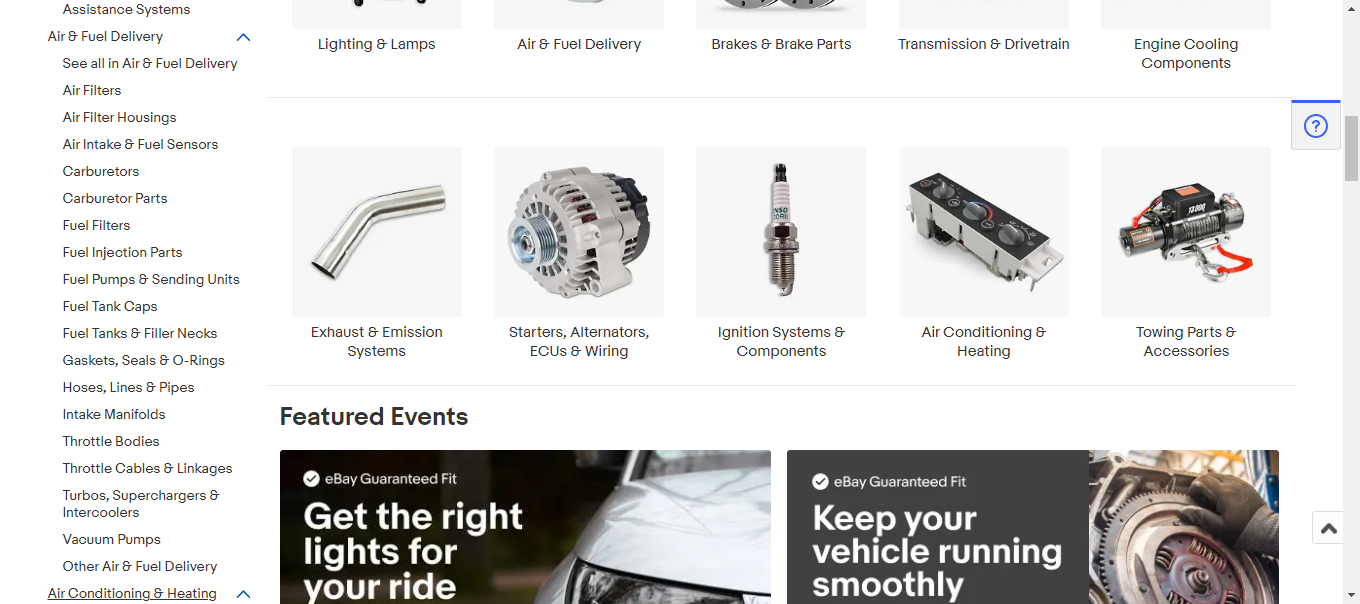 Assistance Systems
Air & Fuel Delivery
See all in Air & Fuel Delivery
Air Filters
Air Filter Housings
Air Intake & Fuel Sensors
Carburetors
Carburetor Parts
Fuel Filters
Fuel Injection Parts
Fuel Pumps & Sending Units
Fuel Tank Caps
Fuel Tanks & Filler Necks
Gaskets, Seals & O-Rings
Hoses, Lines & Pipes
Intake Manifolds
Throttle Bodies
Throttle Cables & Linkages
Turbos, Superchargers &
Intercoolers
Vacuum Pumps
Other Air & Fuel Delivery
Air Conditioning & Heating
Lighting & Lamps
Air & Fuel Delivery
Brakes & Brake Parts
Transmission & Drivetrain
Engine Cooling
Components
?
13,000
Exhaust & Emission
Systems
Starters, Alternators,
ECUs & Wiring
Ignition Systems &
Components
Air Conditioning &
Heating
Towing Parts &
Accessories
Featured Events
eBay Guaranteed Fit
Get the right
lights for
your ride
eBay Guaranteed Fit
Keep your
vehicle running
smoothly